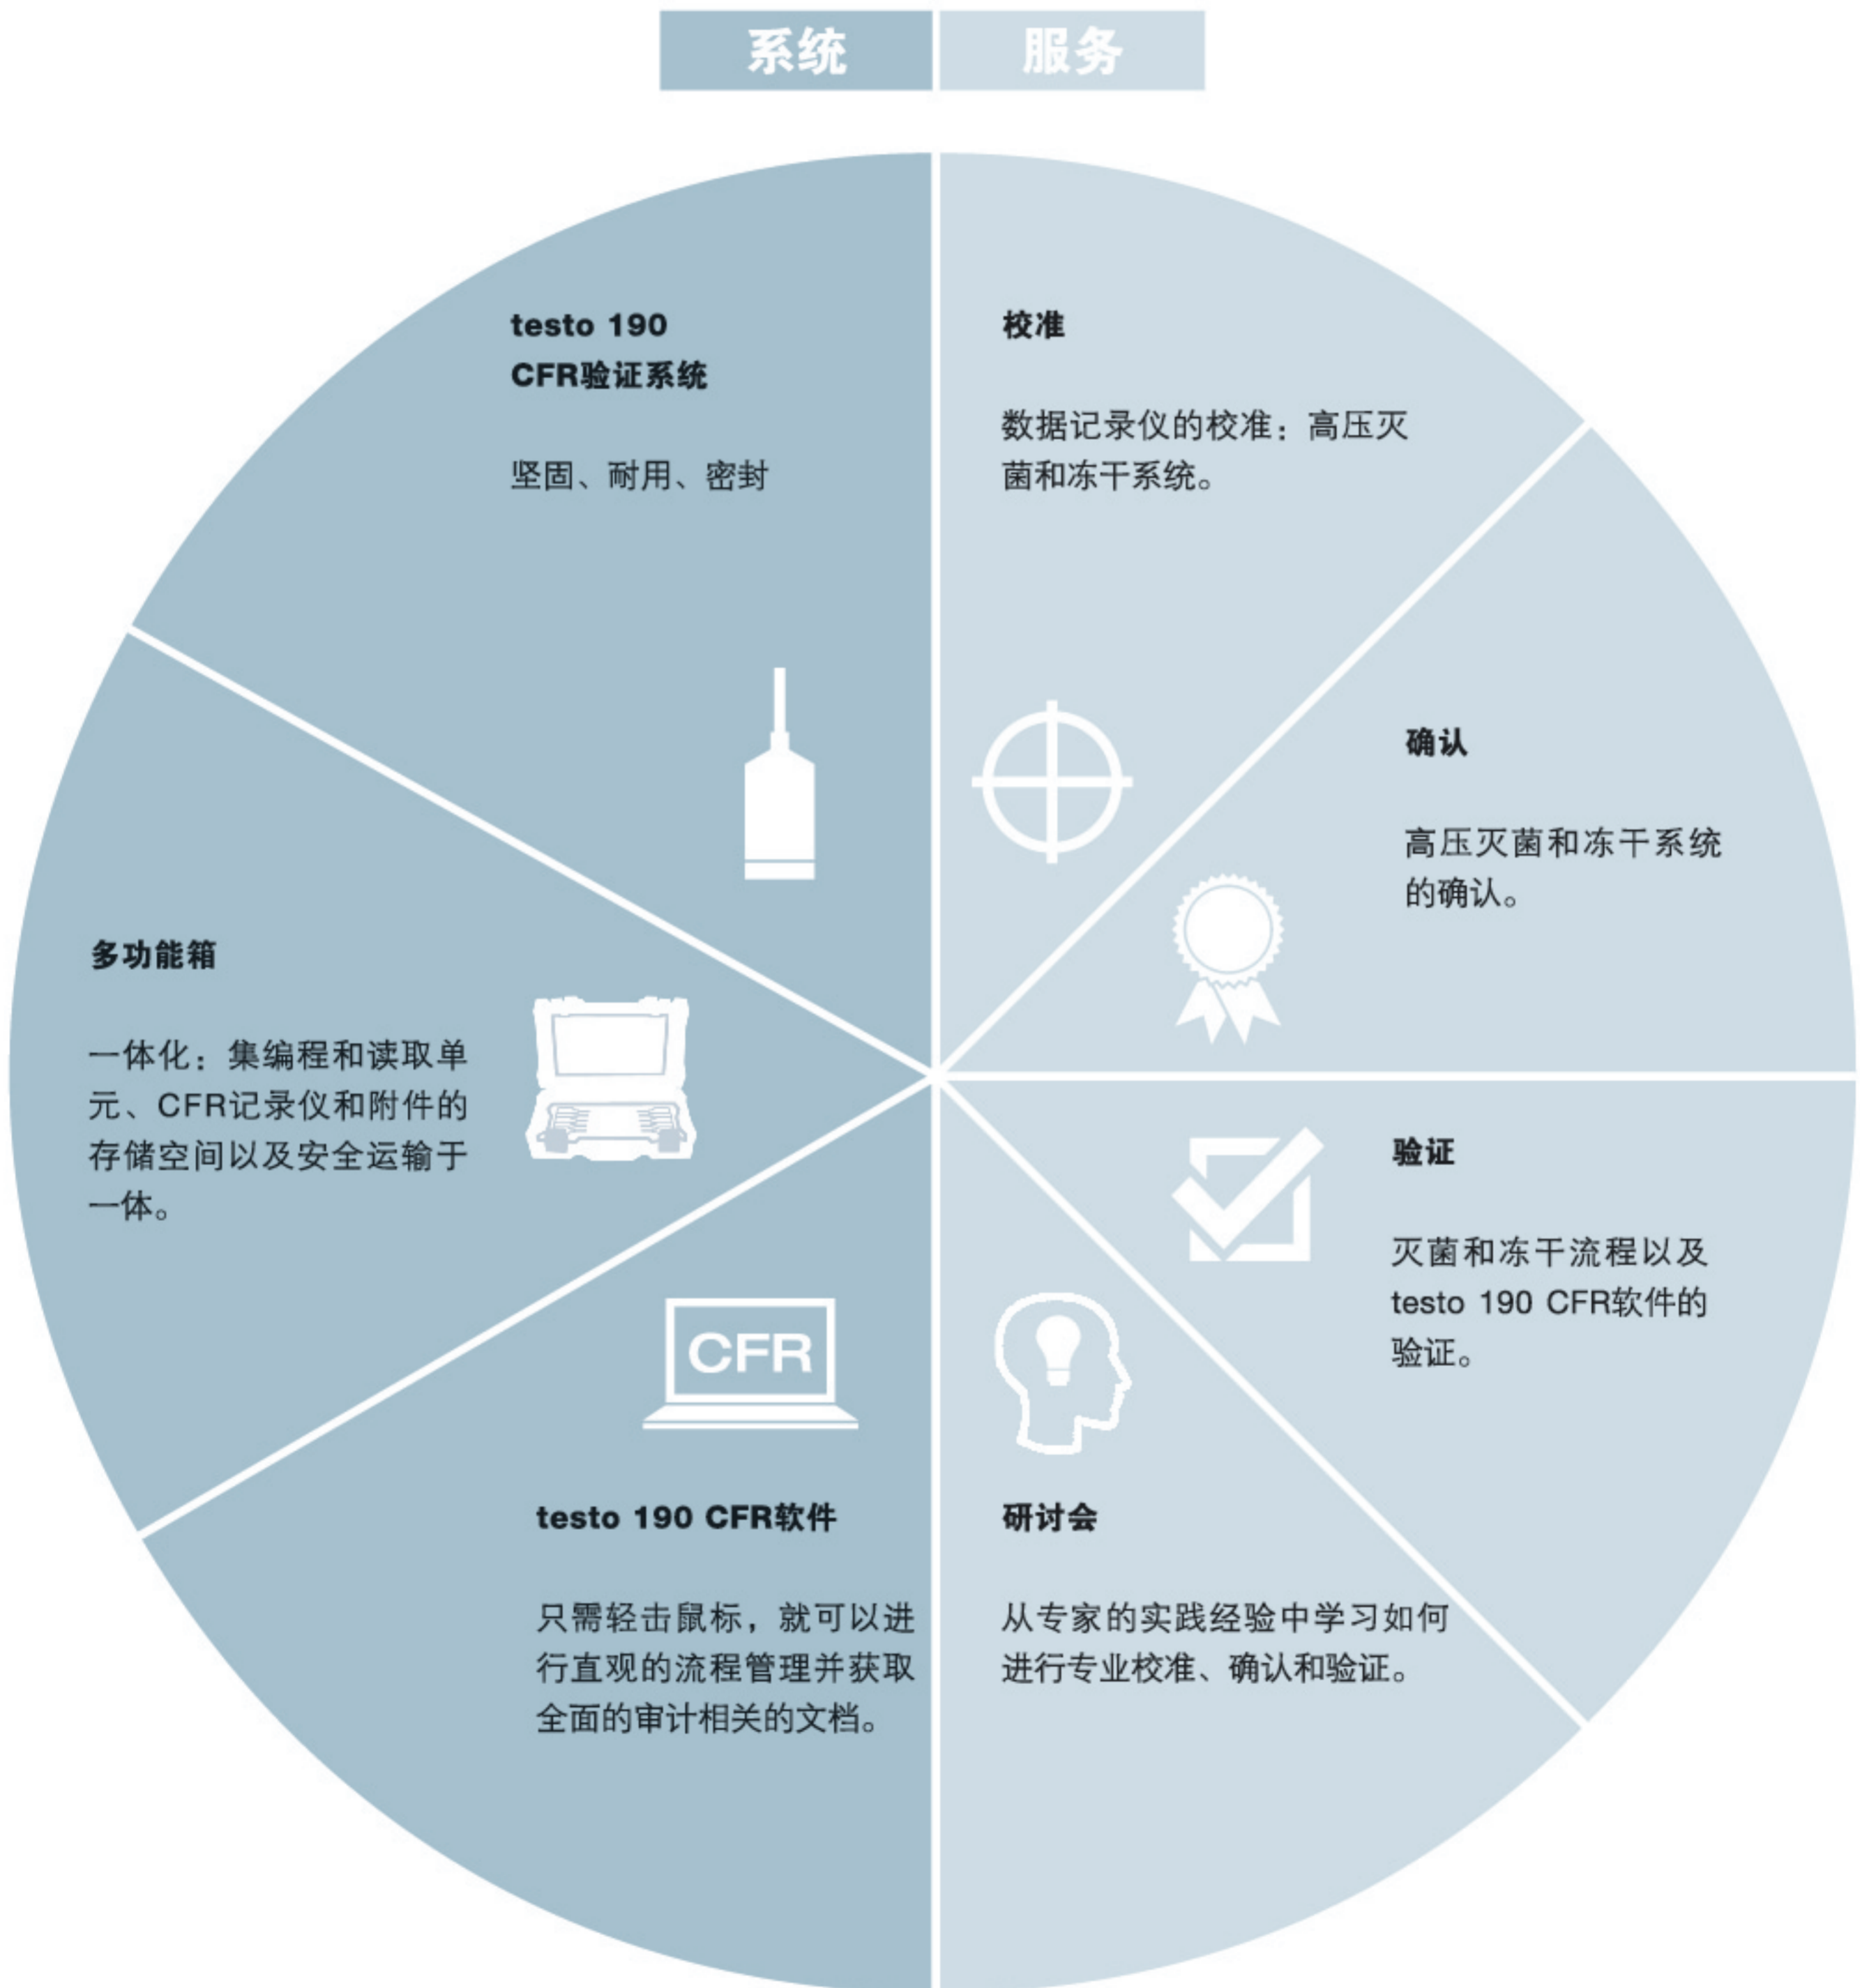 系统
服务
testo 190
CFR验证系统
坚固、耐用、密封
校准
数据记录仪的校准：高压灭
菌和冻干系统。
确认
高压灭菌和冻干系统
的确认。
多功能箱
一体化：集编程和读取单
元、CFR记录仪和附件的
存储空间以及安全运输于
一体。
验证
灭菌和冻干流程以及
testo 190 CFR软件的
验证。
CFR
testo 190 CFR软件
只需轻击鼠标，就可以进
行直观的流程管理并获取
全面的审计相关的文档。
研讨会
从专家的实践经验中学习如何
进行专业校准、确认和验证。